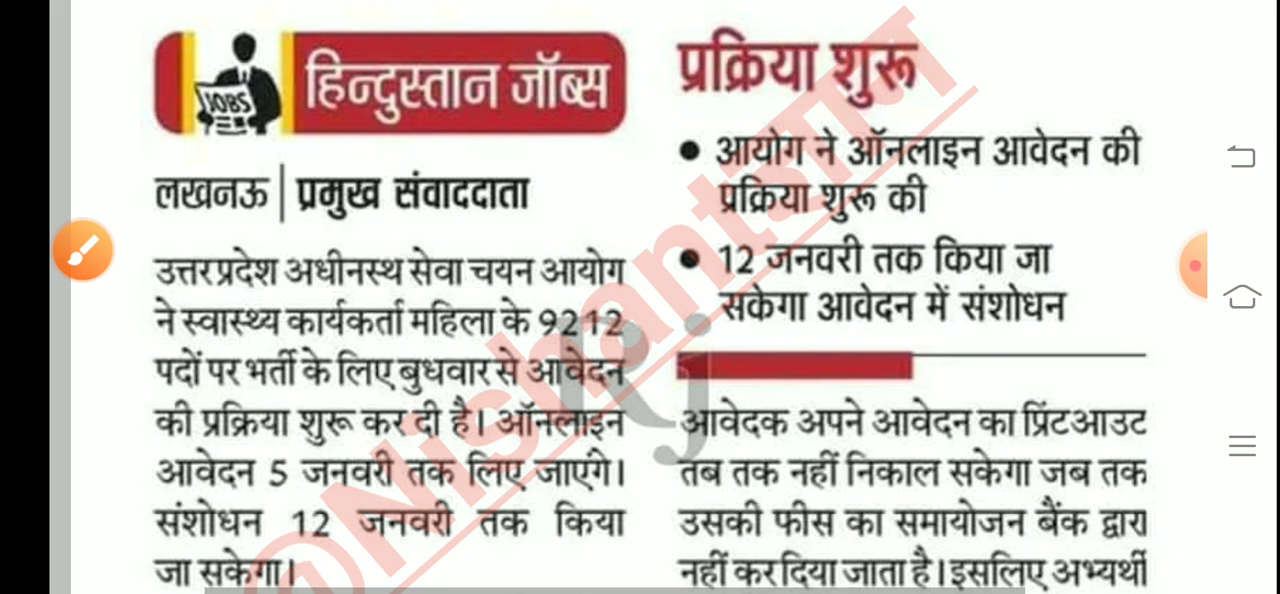 JOBS
हिन्दुस्तान जॉब्स
लखनऊ | प्रमुख संवाददाता
उत्तर प्रदेश अधीनस्थ सेवा चयन आयोग
ने स्वास्थ्य कार्यकर्ता महिला के 9212
पदों पर भर्ती के लिए बुधवार से आवेदन
की प्रक्रिया शुरू कर दी है। ऑनलाइन
आवेदन 5 जनवरी तक लिए जाएंगे।
संशोधन 12 जनवरी तक किया
जा सकेगा।
प्रक्रिया शुरू
● आयोग ने ऑनलाइन आवेदन की
प्रक्रिया शुरू की
● 12 जनवरी तक किया जा
सकेगा आवेदन में संशोधन
आवेदक अपने आवेदन का प्रिंटआउट
तब तक नहीं निकाल सकेगा जब तक
उसकी फीस का समायोजन बैंक द्वारा
नहीं कर दिया जाता है। इसलिए अभ्यर्थी
Rj